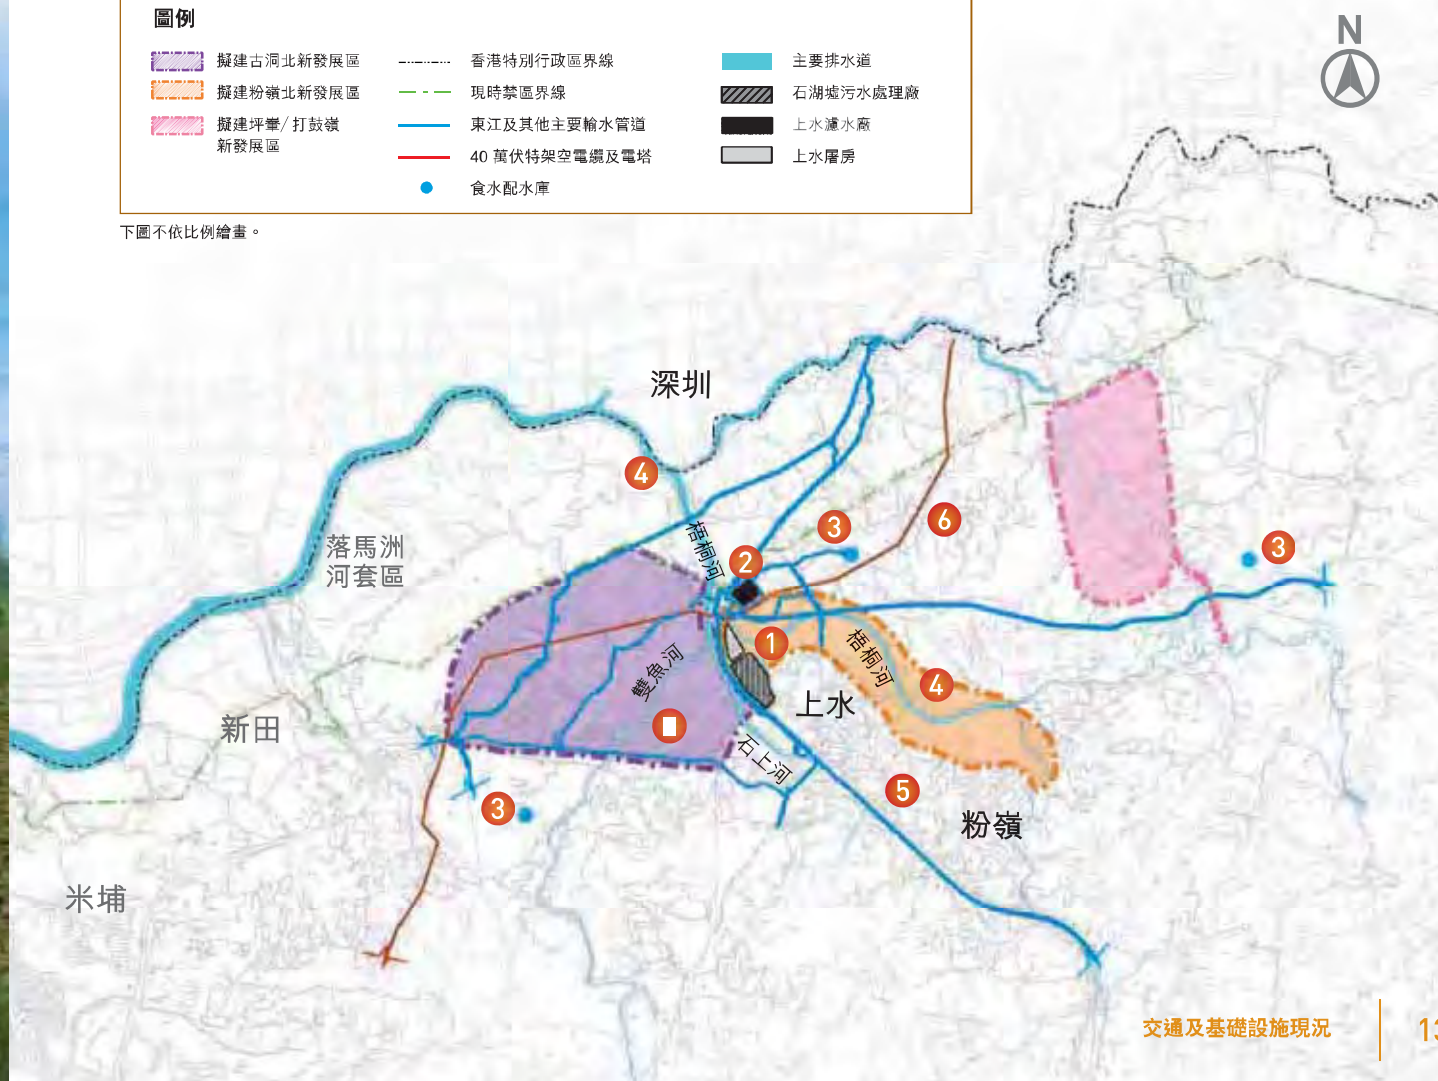 圖例
擬建古洞北新發展區
擬建粉嶺北新發展區
擬建坪輋/打鼓嶺
新發展區
香港特別行政區界線
現時禁區界線
東江及其他主要輸水管道
40 萬伏特架空電纜及電塔
食水配水庫
主要排水道
石湖墟污水處理廠
上水濾水廠
上水屠房
N
下圖不依比例繪畫。
深圳
4
梧桐河
3
6
2
3
落馬洲
河套區
1
梧桐河
雙魚河
4
上水
新田
石上河
5
3
粉嶺
米埔
交通及基礎設施現況